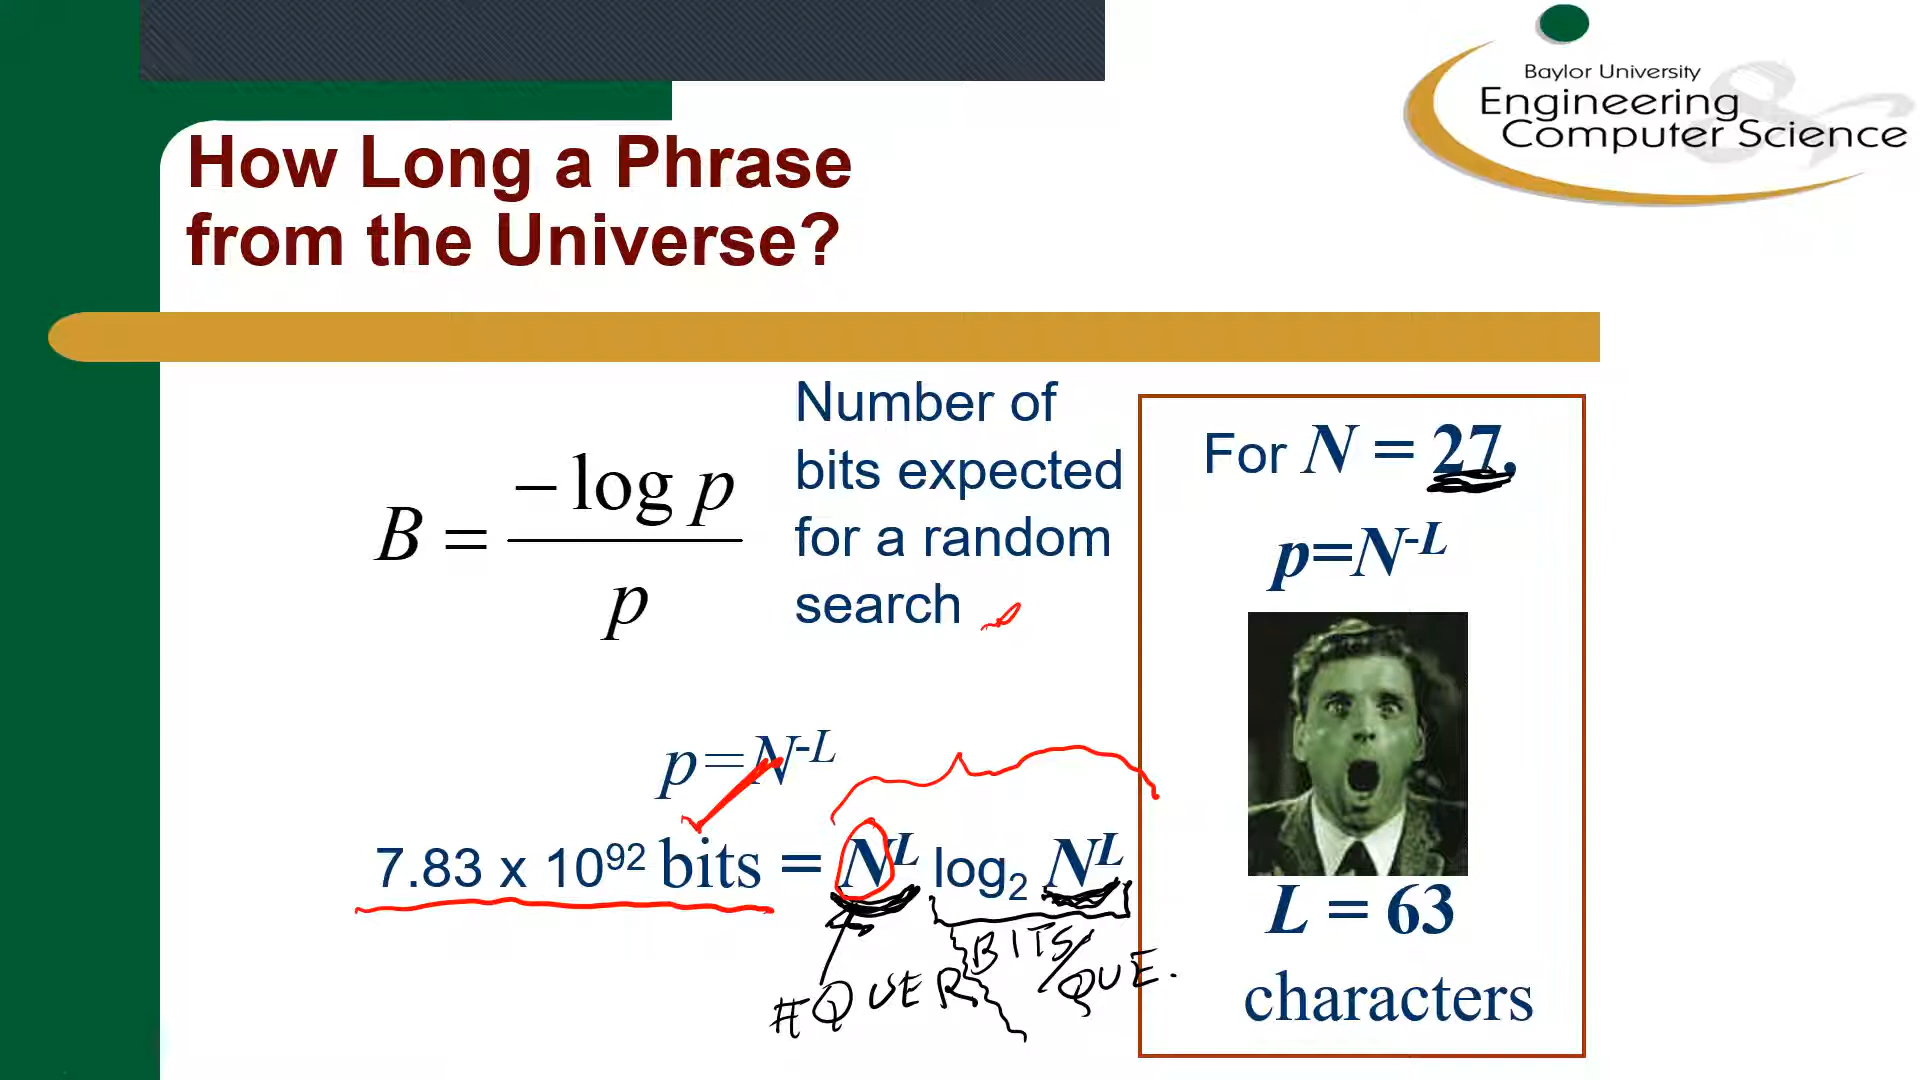 Baylor University
Engineering
Computer Science
How Long a Phrase
from the Universe?
B = −log p / p
Number of
bits expected
for a random
search
For N = 27,
p=N^-L
L = 63
characters
p=N^-L
7.83 x 10^92 bits = N^L log_2 N^L
#QUER
BITS/
QUE.